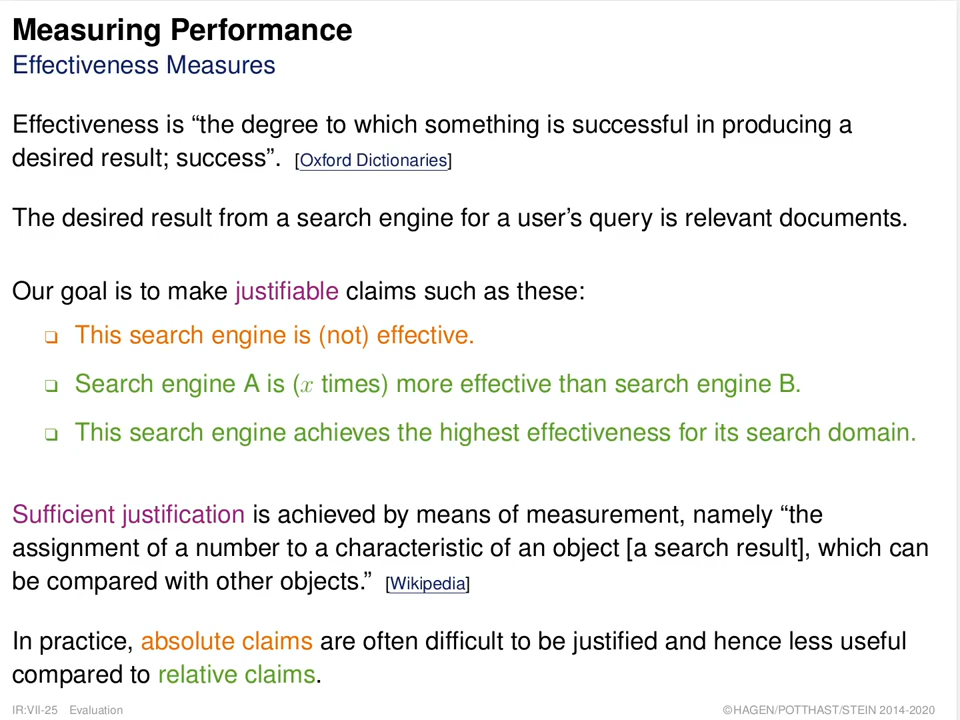 Measuring Performance
Effectiveness Measures
Effectiveness is “the degree to which something is successful in producing a
desired result; success”. [Oxford Dictionaries]
The desired result from a search engine for a user’s query is relevant documents.
Our goal is to make justifiable claims such as these:
❏ This search engine is (not) effective.
❏ Search engine A is (x times) more effective than search engine B.
❏ This search engine achieves the highest effectiveness for its search domain.
Sufficient justification is achieved by means of measurement, namely “the
assignment of a number to a characteristic of an object [a search result], which can
be compared with other objects.” [Wikipedia]
In practice, absolute claims are often difficult to be justified and hence less useful
compared to relative claims.
IR:VII-25 Evaluation ©HAGEN/POTTHAST/STEIN 2014-2020